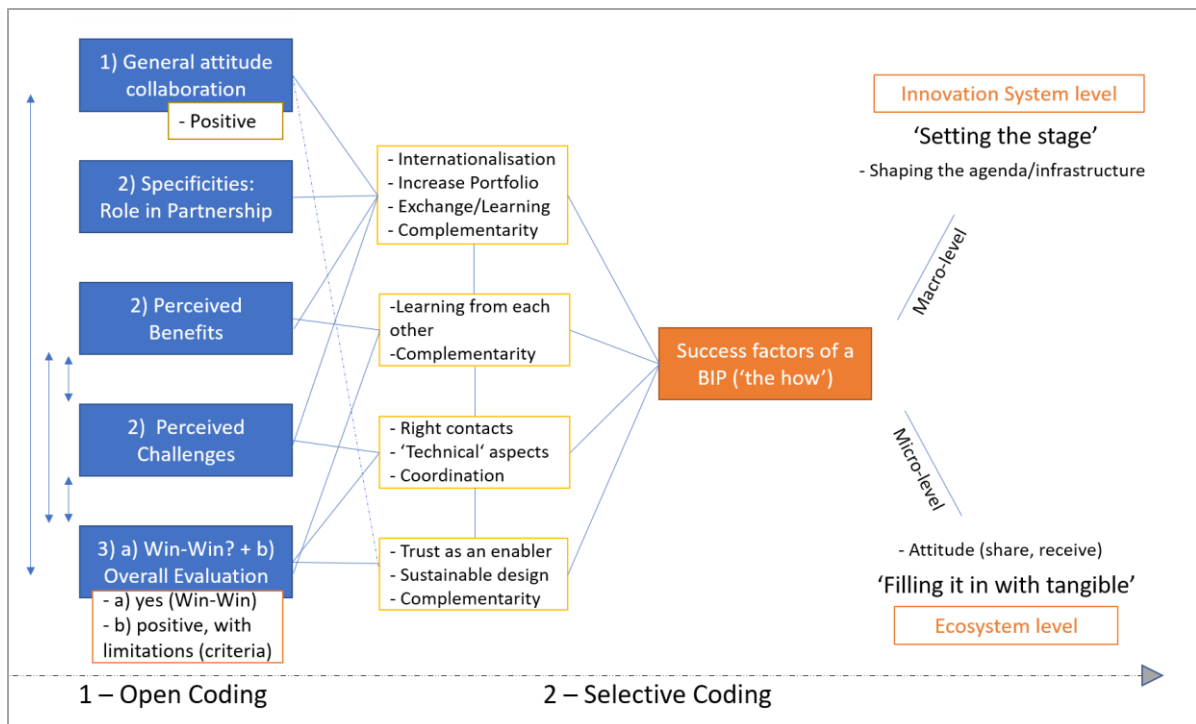 1) General attitude
collaboration
- Positive
2) Specificities:
Role in Partnership
2) Perceived
Benefits
2) Perceived
Challenges
3) a) Win-Win? + b)
Overall Evaluation
- a) yes (Win-Win)
- b) positive, with
limitations (criteria)
- Internationalisation
- Increase Portfolio
- Exchange/Learning
- Complementarity
-Learning from each
other
-Complementarity
- Right contacts
- ‘Technical‘ aspects
- Coordination
- Trust as an enabler
- Sustainable design
- Complementarity
Success factors of a
BIP (‘the how’)
Innovation System level
‘Setting the stage’
- Shaping the agenda/infrastructure
Macro-level
Micro-level
- Attitude (share, receive)
‘Filling it in with tangible’
Ecosystem level
1 – Open Coding
2 – Selective Coding